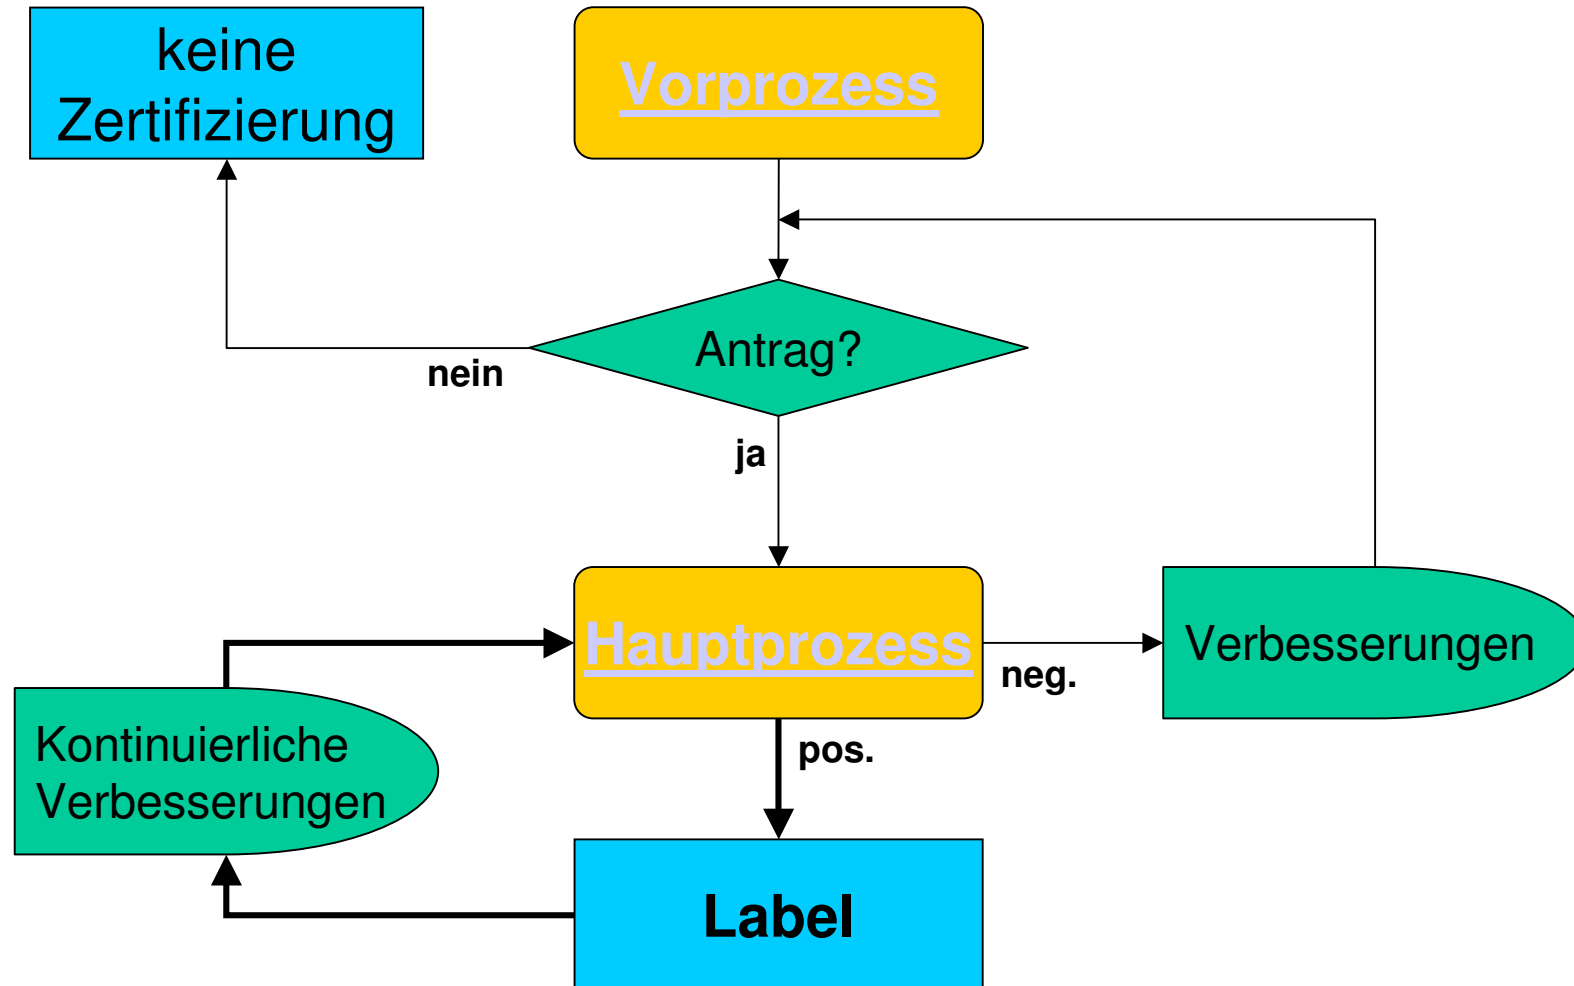 keine
Zertifizierung
Vorprozess
Antrag?
nein
ja
Hauptprozess
neg.
Verbesserungen
pos.
Kontinuierliche
Verbesserungen
Label